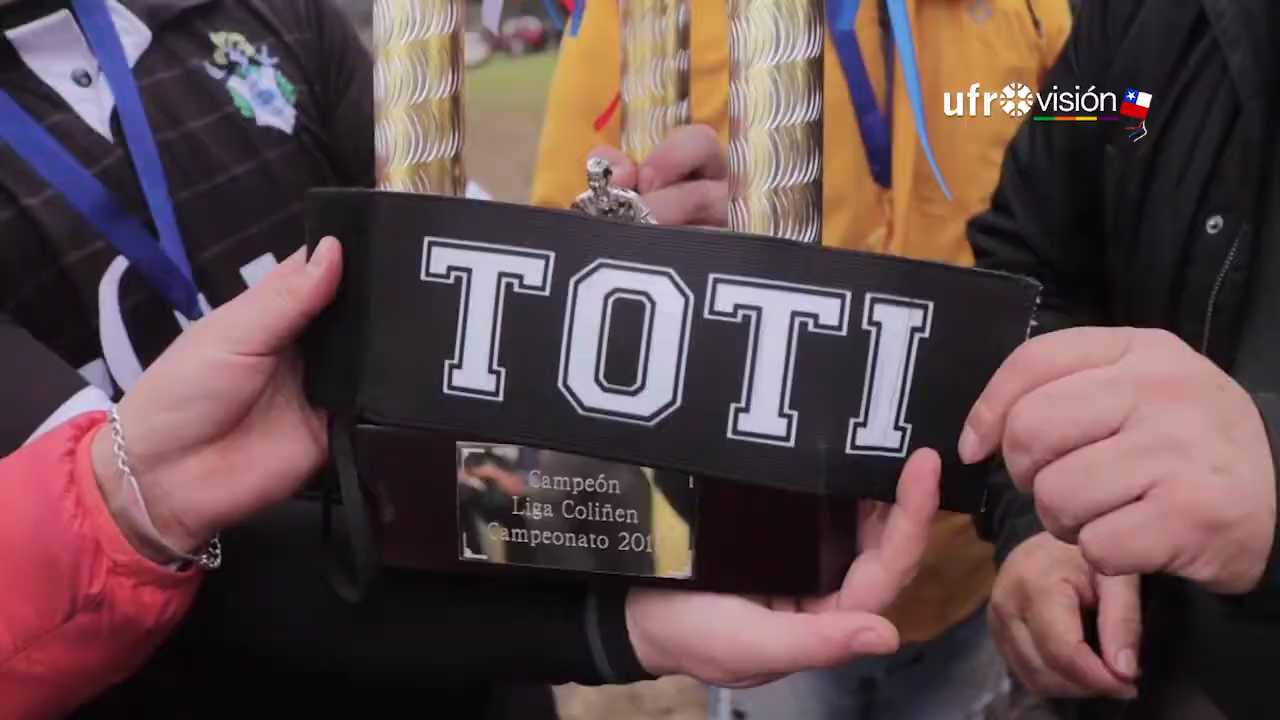 ufrovisión
TOTI
Campeón
Liga Coliñen
Campeonato 201